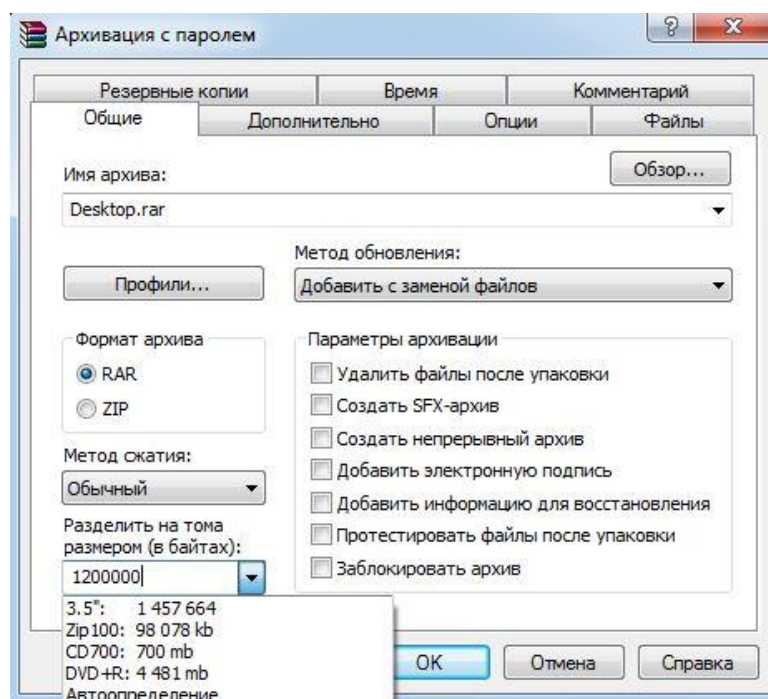 Архивация с паролем
Резервные копии Время Комментарий
Общие Дополнительно Опции Файлы
Имя архива: Обзор...
Desktop.rar
Метод обновления:
Профили... Добавить с заменой файлов
Формат архива Параметры архивации
RAR Удалить файлы после упаковки
ZIP Создать SFX-архив
Создать непрерывный архив
Метод сжатия: Добавить электронную подпись
Обычный Добавить информацию для восстановления
Разделить на тома Протестировать файлы после упаковки
размером (в байтах):
1200000 Заблокировать архив
3.5": 1 457 664
Zip100: 98 078 kb
CD700: 700 mb
DVD+R: 4 481 mb
Автоопределение
OK Отмена Справка